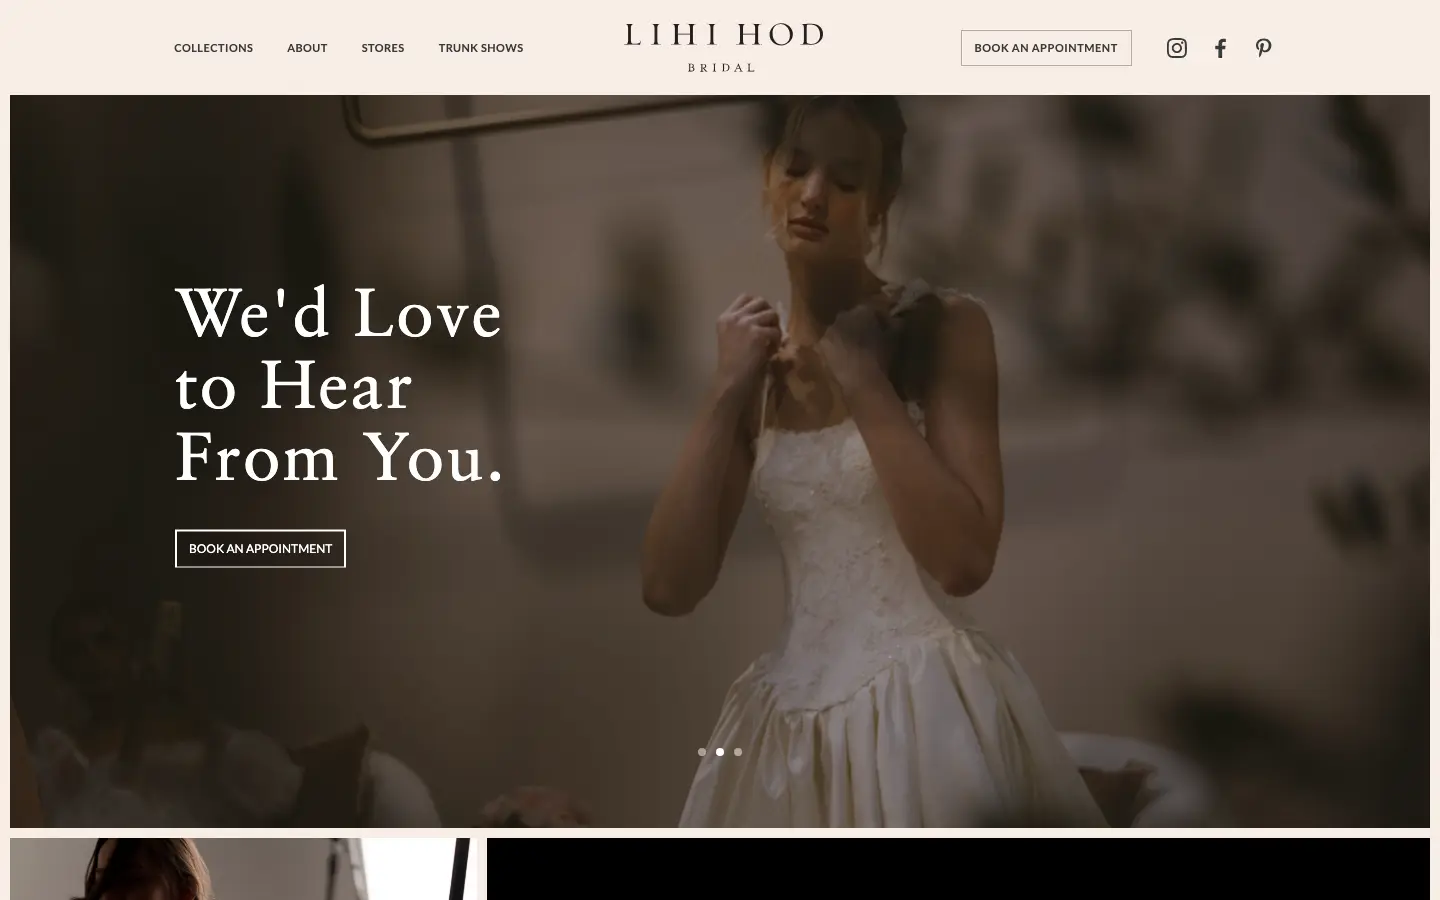 COLLECTIONS
ABOUT
STORES
TRUNK SHOWS
LIHI HOD
BRIDAL
BOOK AN APPOINTMENT
We'd Love
to Hear
From You.
BOOK AN APPOINTMENT